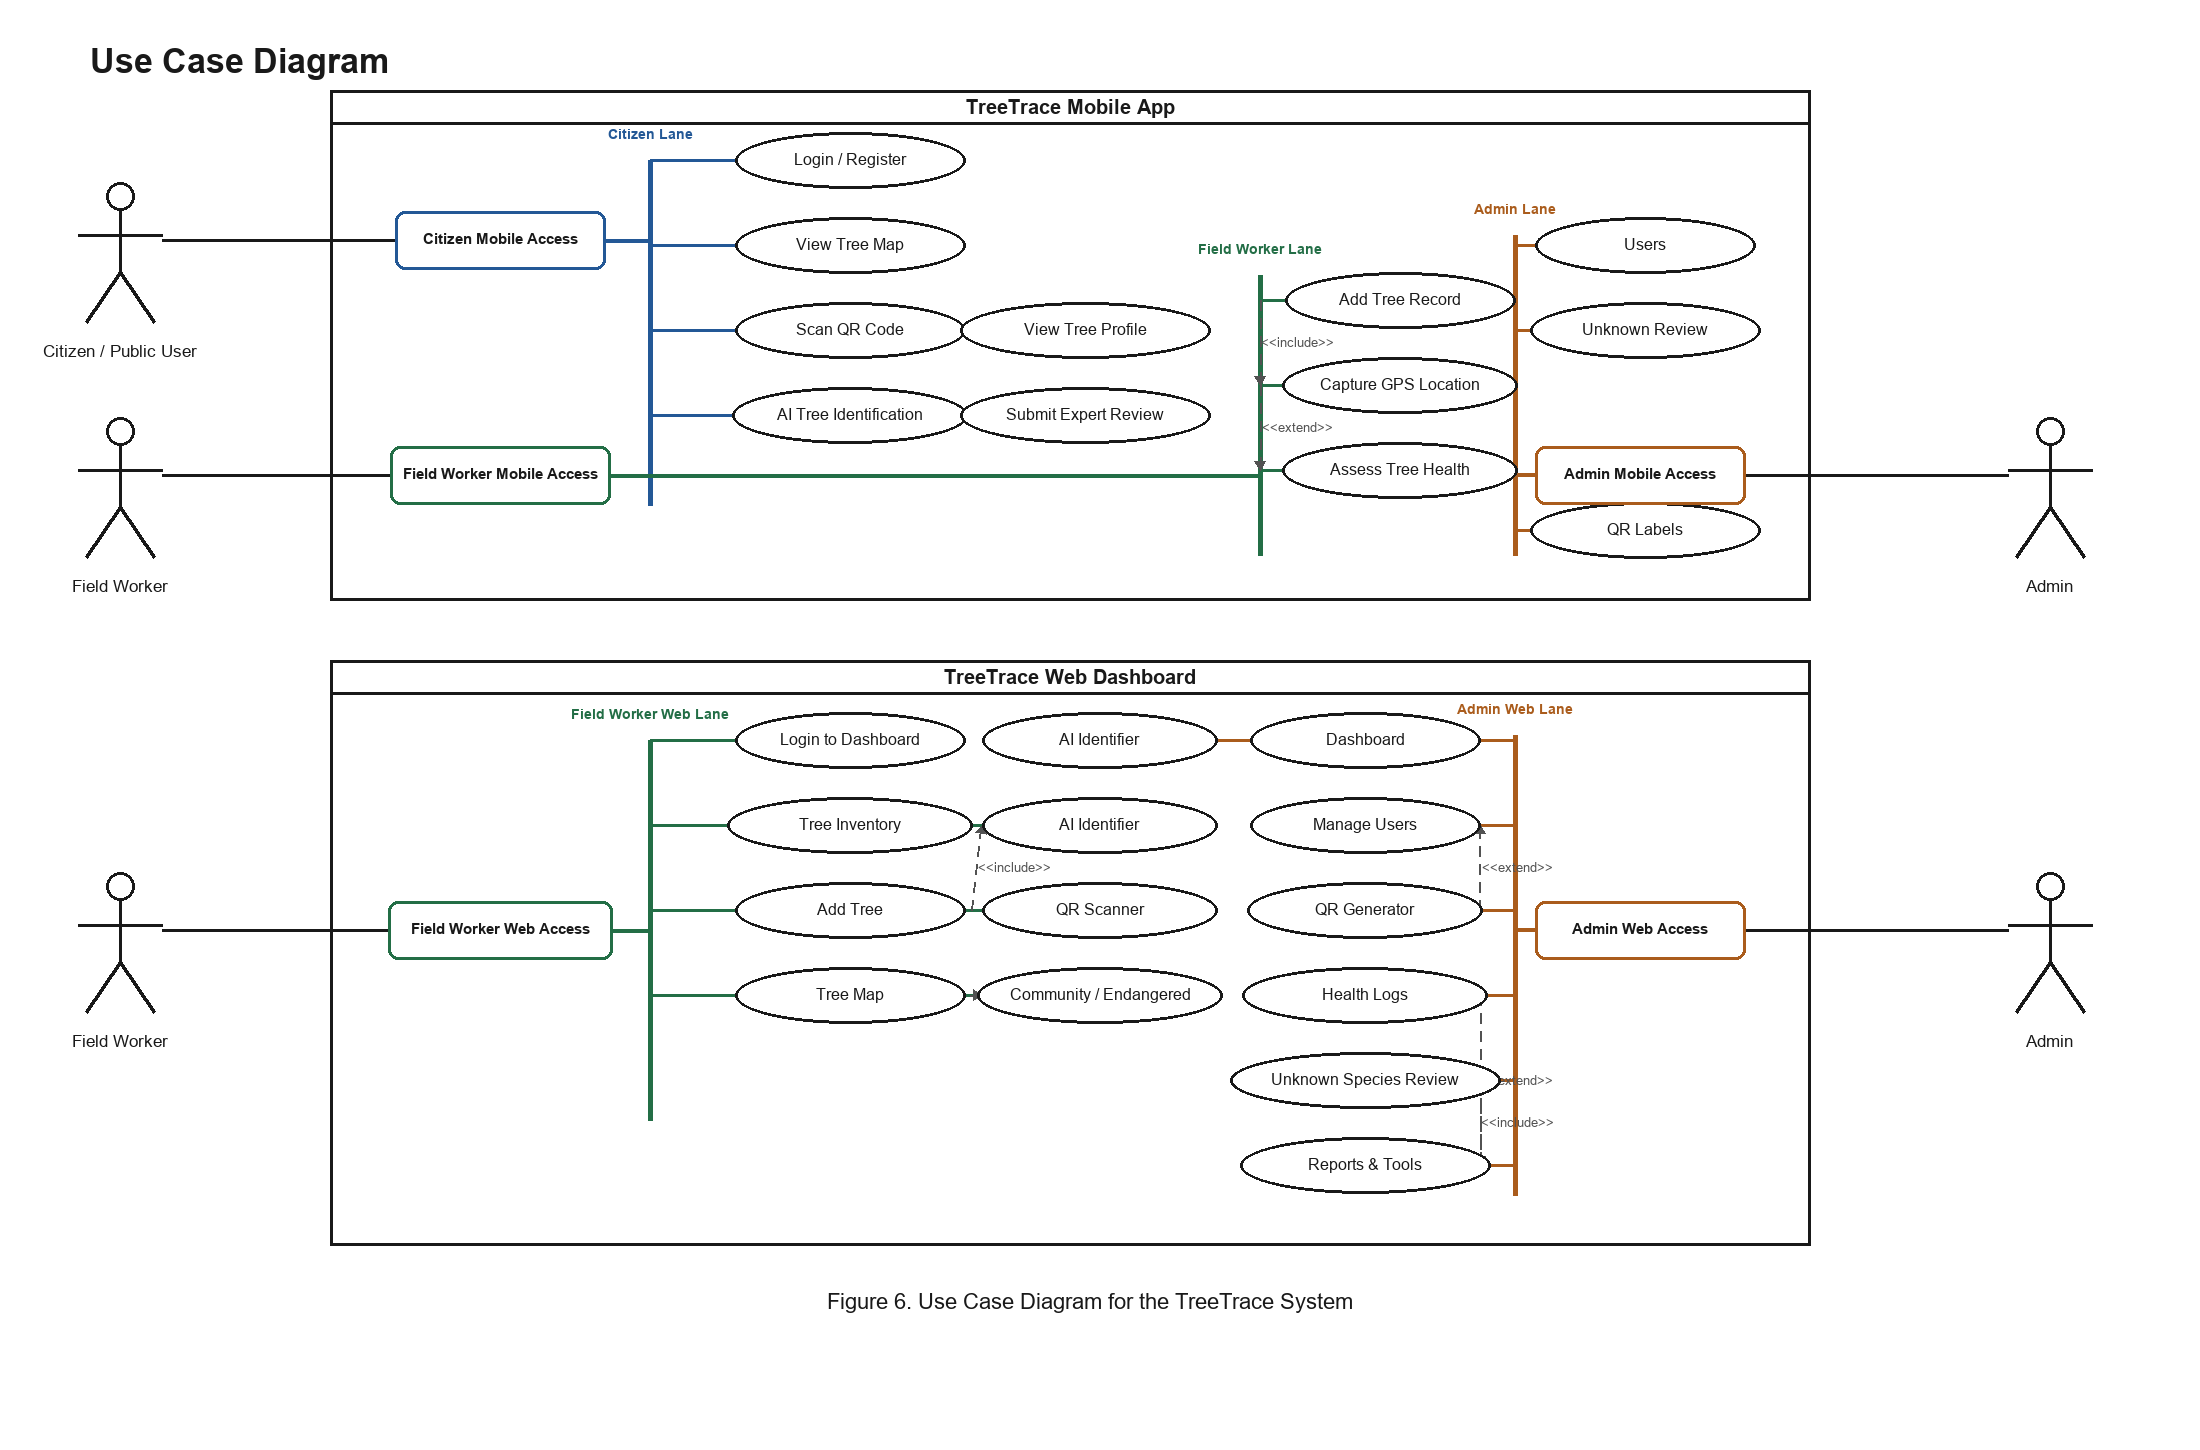 Use Case Diagram
TreeTrace Mobile App
Citizen Lane
Login / Register
Admin Lane
Citizen Mobile Access
View Tree Map
Field Worker Lane
Users
Add Tree Record
Scan QR Code
View Tree Profile
Unknown Review
<<include>>
Citizen / Public User
Capture GPS Location
AI Tree Identification
Submit Expert Review
<<extend>>
Field Worker Mobile Access
Assess Tree Health
Admin Mobile Access
QR Labels
Field Worker
Admin
TreeTrace Web Dashboard
Field Worker Web Lane
Admin Web Lane
Login to Dashboard
AI Identifier
Dashboard
Tree Inventory
AI Identifier
Manage Users
<<include>>
<<extend>>
Add Tree
QR Scanner
QR Generator
Field Worker Web Access
Admin Web Access
Tree Map
Community / Endangered
Health Logs
Field Worker
Admin
Unknown Species Review
extend>>
<<include>>
Reports & Tools
Figure 6. Use Case Diagram for the TreeTrace System